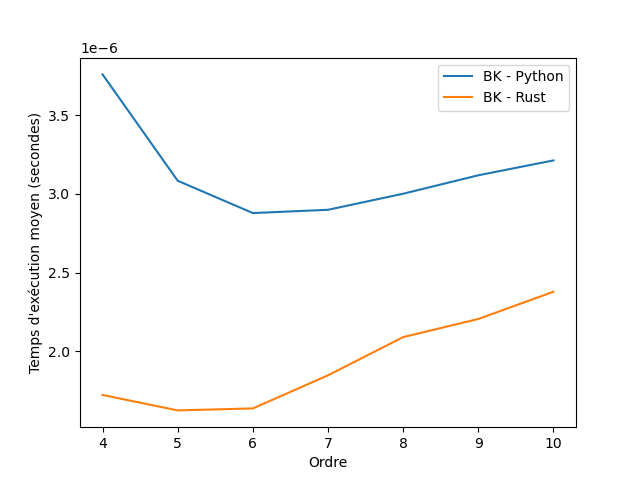 1e−6
BK - Python
BK - Rust
3.5
3.0
2.5
2.0
Temps d'exécution moyen (secondes)
4 5 6 7 8 9 10
Ordre